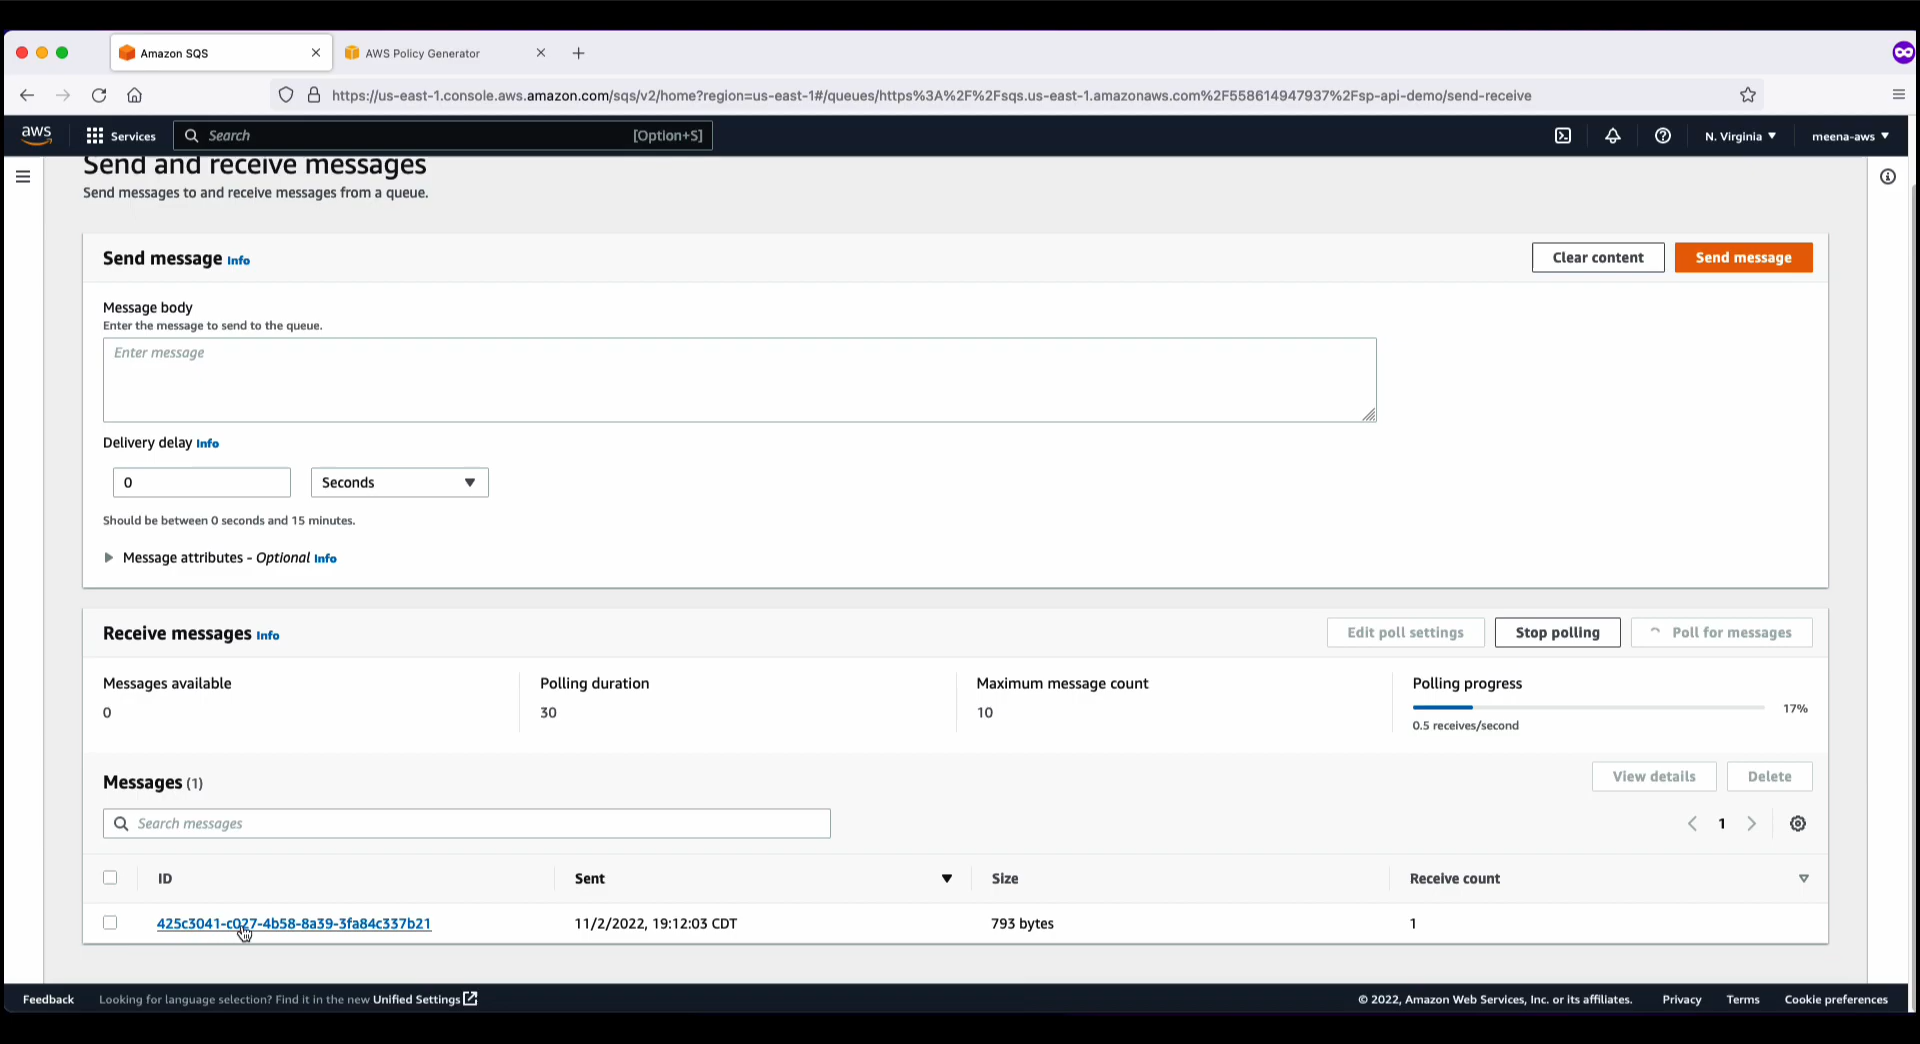 Amazon SQS
AWS Policy Generator
https://us-east-1.console.aws.amazon.com/sqs/v2/home?region=us-east-1#/queues/https%3A%2F%2Fsqs.us-east-1.amazonaws.com%2F558614947937%2Fsp-api-demo/send-receive
aws Services Search [Option+S] N. Virginia meena-aws
Send and receive messages
Send messages to and receive messages from a queue.
Send message Info Clear content Send message
Message body
Enter the message to send to the queue.
Enter message
Delivery delay Info
0 Seconds
Should be between 0 seconds and 15 minutes.
Message attributes - Optional Info
Receive messages Info Edit poll settings Stop polling Poll for messages
Messages available Polling duration Maximum message count Polling progress
0 30 10 17%
0.5 receives/second
Messages (1) View details Delete
Search messages 1
ID Sent Size Receive count
425c3041-c027-4b58-8a39-3fa84c337b21 11/2/2022, 19:12:03 CDT 793 bytes 1
Feedback Looking for language selection? Find it in the new Unified Settings © 2022, Amazon Web Services, Inc. or its affiliates. Privacy Terms Cookie preferences